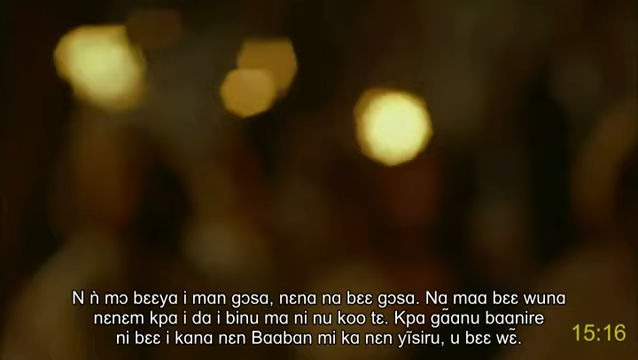 N ǹ mɔ bɛɛya i man gɔsa, nɛna na bɛɛ gɔsa. Na maa bɛɛ wuna
nɛnɛm kpa i da i binu ma ni nu koo tɛ. Kpa gãanu baanire
ni bɛɛ i kana nɛn Baaban mi ka nɛn yĩsiru, u bɛɛ wɛ̃.
15:16